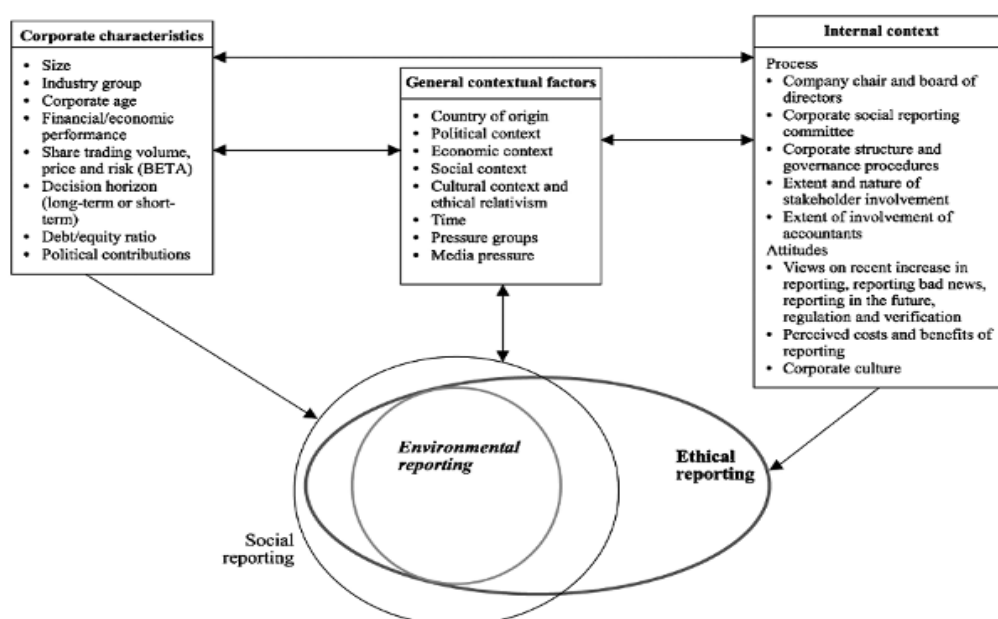 Corporate characteristics
• Size
• Industry group
• Corporate age
• Financial/economic
performance
• Share trading volume,
price and risk (BETA)
• Decision horizon
(long-term or short-
term)
• Debt/equity ratio
• Political contributions
General contextual factors
• Country of origin
• Political context
• Economic context
• Social context
• Cultural context and
ethical relativism
• Time
• Pressure groups
• Media pressure
Internal context
Process
• Company chair and board of
directors
• Corporate social reporting
committee
• Corporate structure and
governance procedures
• Extent and nature of
stakeholder involvement
• Extent of involvement of
accountants
Attitudes
• Views on recent increase in
reporting, reporting bad news,
reporting in the future,
regulation and verification
• Perceived costs and benefits of
reporting
• Corporate culture
Environmental
reporting
Ethical
reporting
Social
reporting